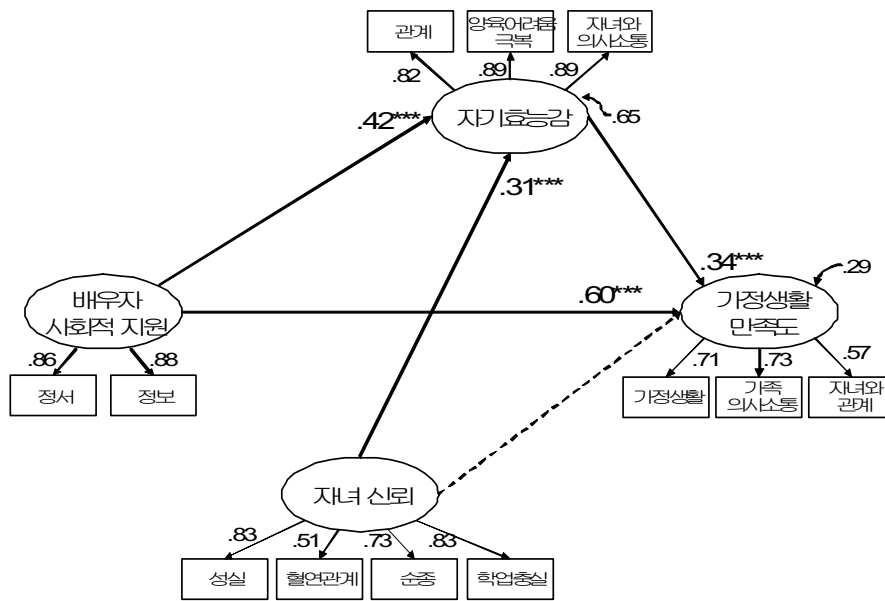 관계
양육어려움
극복
자녀와
의사소통
.82
.89
.89
자기효능감
.65
.42***
.31***
.34***
.29
배우자
사회적 지원
.60***
가정생활
만족도
.86
.88
.71
.73
.57
정서
정보
가정생활
가족
의사소통
자녀와
관계
자녀 신뢰
.83
.51
.73
.83
성실
혈연관계
순종
학업충실